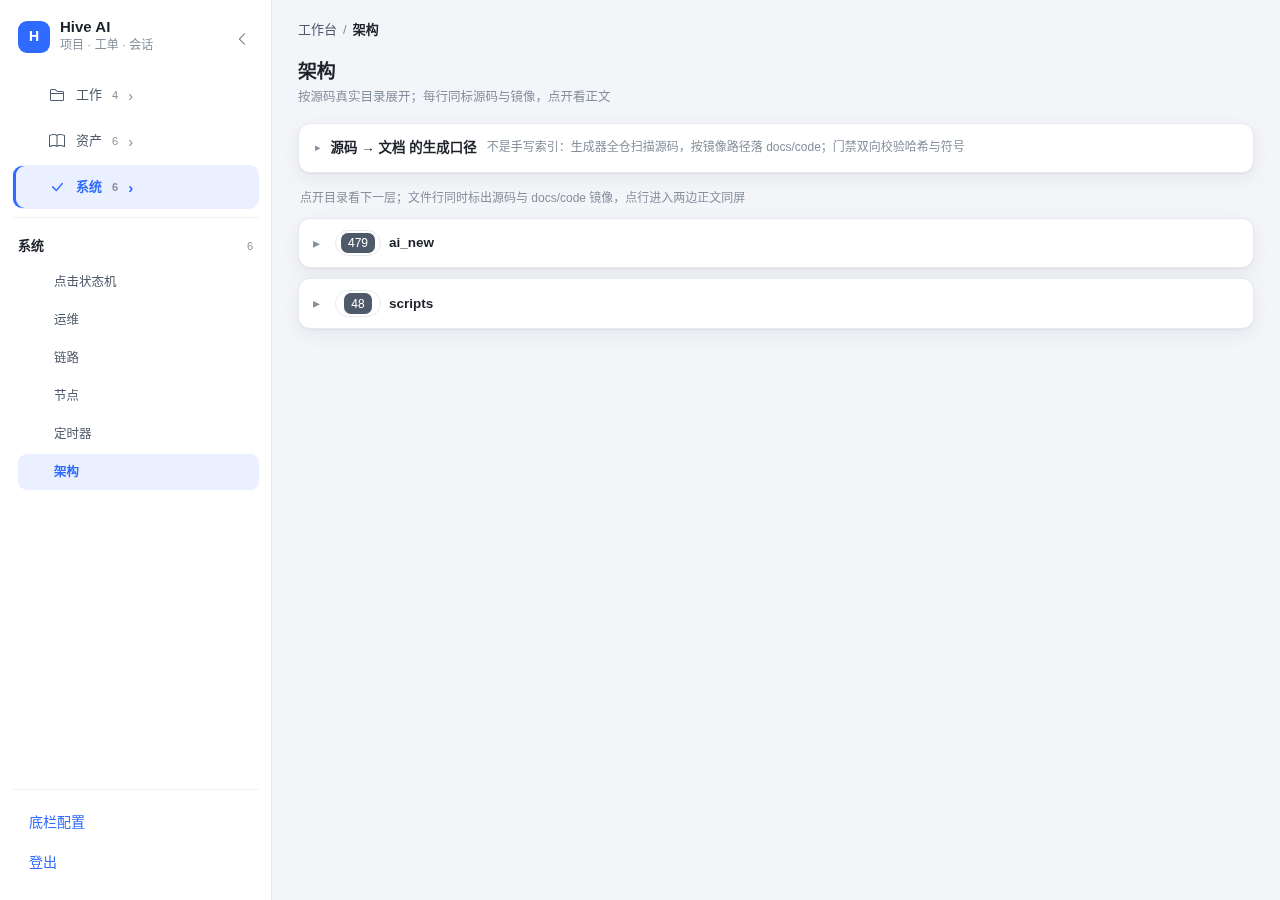 H
Hive AI
项目 · 工单 · 会话
工作 4 ›
资产 6 ›
系统 6 ›
系统 6
点击状态机
运维
链路
节点
定时器
架构
底栏配置
登出
工作台 / 架构
架构
按源码真实目录展开；每行同标源码与镜像，点开看正文
▸ 源码 → 文档 的生成口径 不是手写索引：生成器全仓扫描源码，按镜像路径落 docs/code；门禁双向校验哈希与符号
点开目录看下一层；文件行同时标出源码与 docs/code 镜像，点行进入两边正文同屏
▸ 479 ai_new
▸ 48 scripts